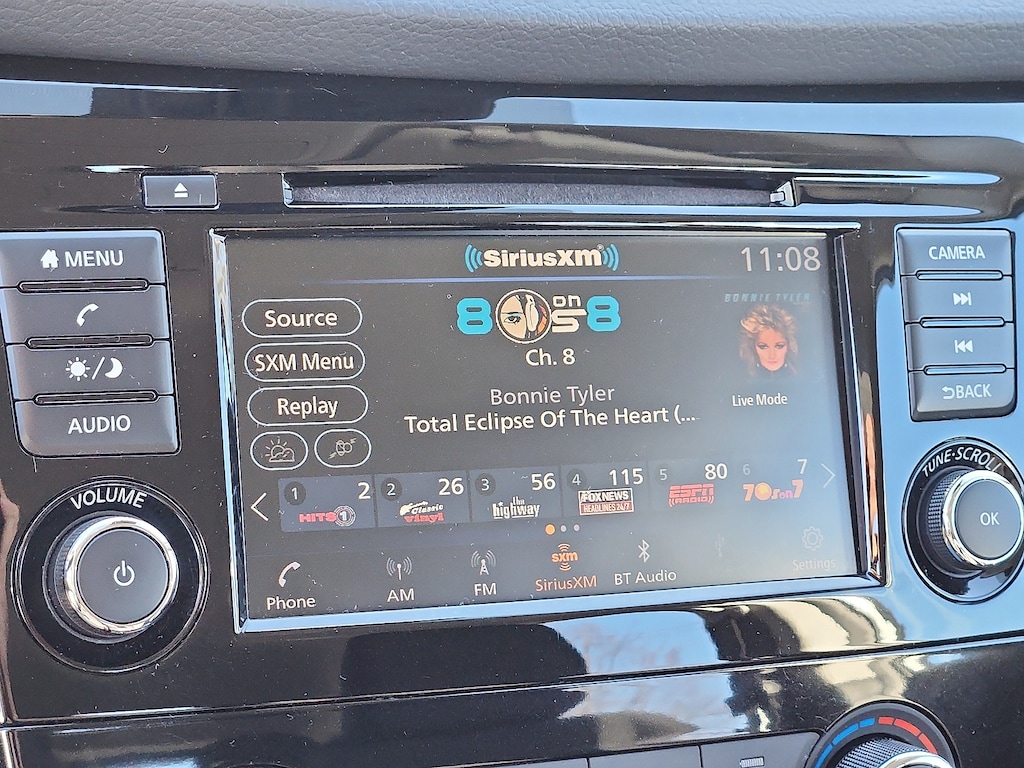 SiriusXM
11:08
MENU
CAMERA
Source
8 on 8
80s
BONNIE TYLER
Ch. 8
SXM Menu
Bonnie Tyler
Total Eclipse Of The Heart (...
Live Mode
Replay
BACK
AUDIO
1 2
HITS 1
2 26
Classic Vinyl
3 56
the highway
4 115
FOX NEWS
HEADLINES 24/7
5 80
ESPN
RADIO
6 7
70s on 7
VOLUME
TUNE·SCROLL
OK
Phone
AM
FM
sxm
SiriusXM
BT Audio
Settings